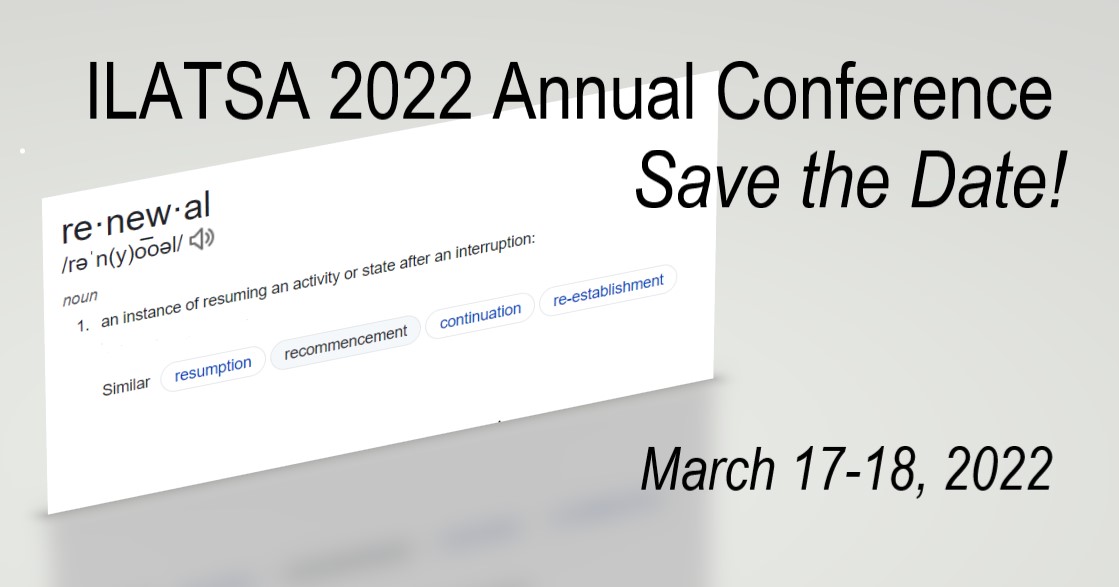 ILATSA 2022 Annual Conference
Save the Date!
re·new·al
/rəˈn(y)o͞oəl/
noun
1. an instance of resuming an activity or state after an interruption:
Similar resumption recommencement continuation re-establishment
March 17-18, 2022